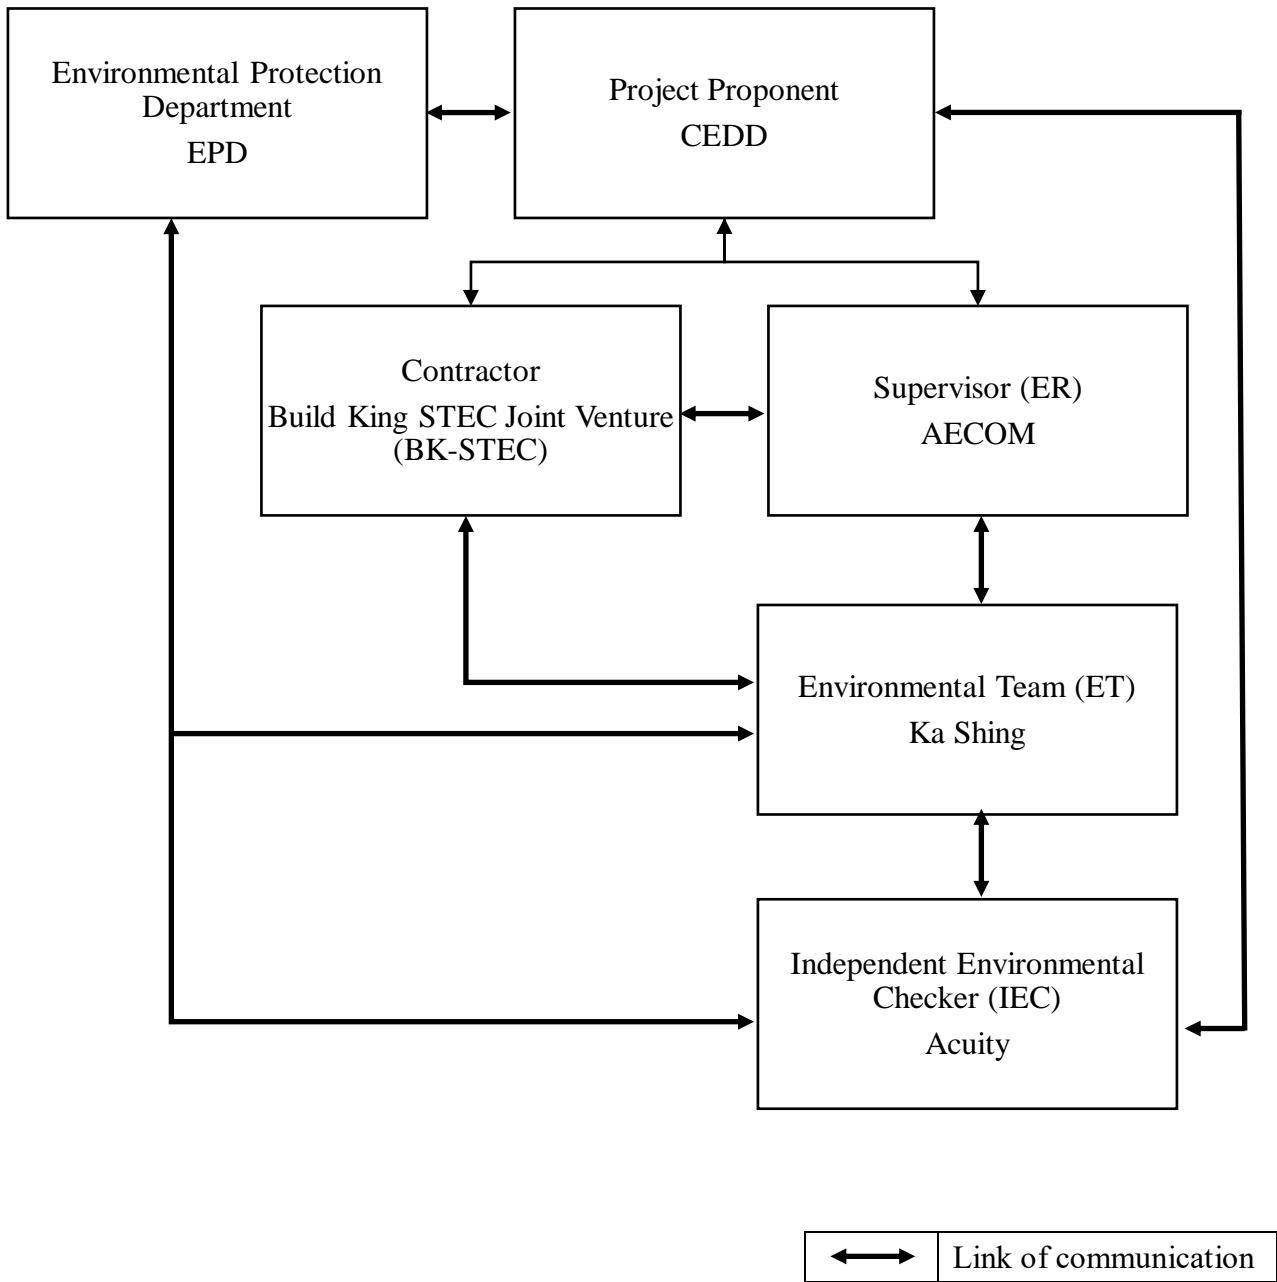 Environmental Protection
Department
EPD
Project Proponent
CEDD
Contractor
Build King STEC Joint Venture
(BK-STEC)
Supervisor (ER)
AECOM
Environmental Team (ET)
Ka Shing
Independent Environmental
Checker (IEC)
Acuity
Link of communication